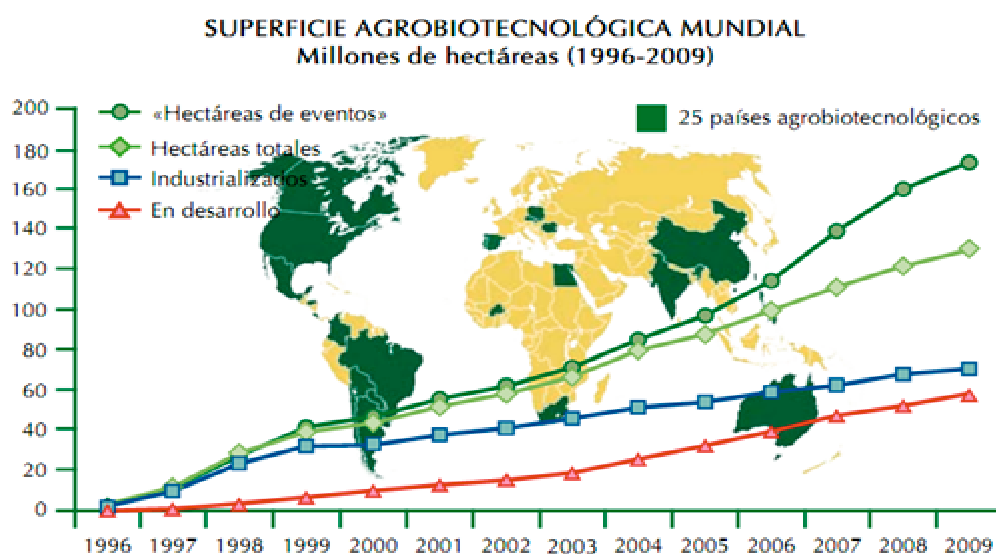 SUPERFICIE AGROBIOTECNOLÓGICA MUNDIAL
Millones de hectáreas (1996-2009)
200
180
160
140
120
100
80
60
40
20
0
«Hectáreas de eventos»
Hectáreas totales
Industrializados
En desarrollo
25 países agrobiotecnológicos
1996 1997 1998 1999 2000 2001 2002 2003 2004 2005 2006 2007 2008 2009